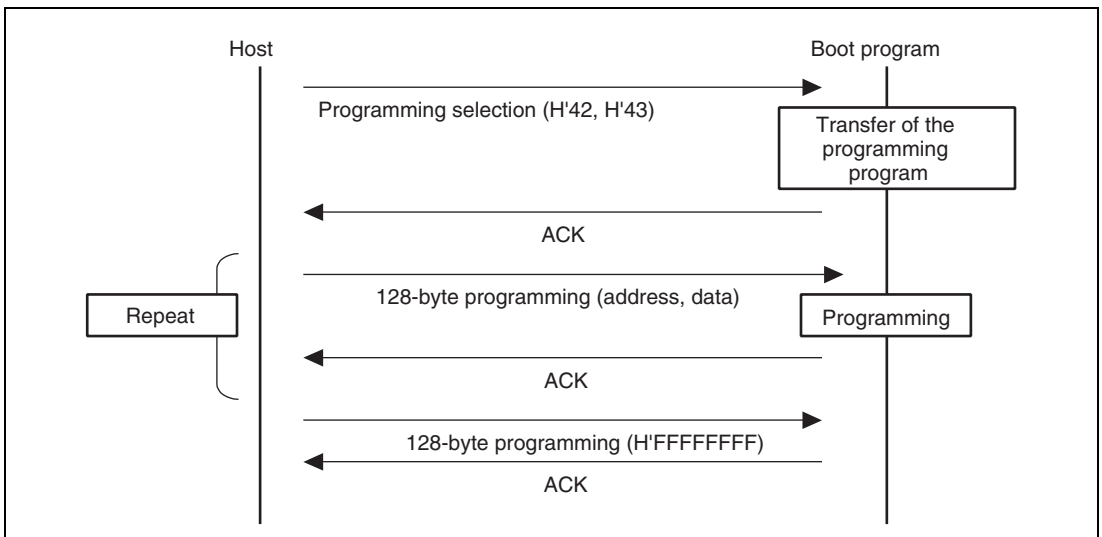 Host
Boot program
Programming selection (H'42, H'43)
Transfer of the
programming
program
ACK
128-byte programming (address, data)
Repeat
Programming
ACK
128-byte programming (H'FFFFFFFF)
ACK